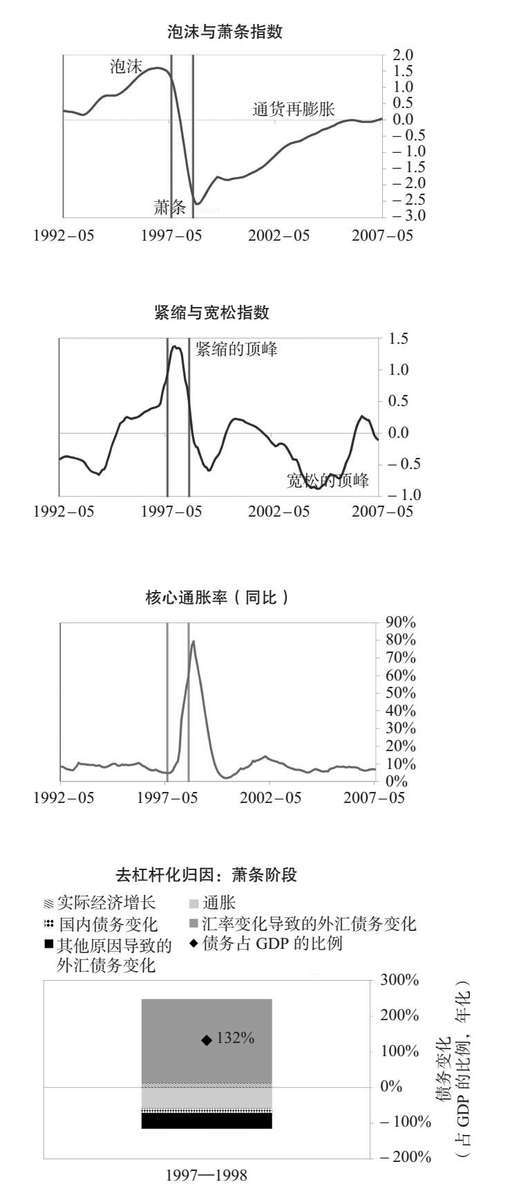 泡沫与萧条指数
2.0
泡沫
1.5
1.0
通货再膨胀
0.5
0.0
-0.5
-1.0
-1.5
-2.0
-2.5
萧条
-3.0
1992-05 1997-05 2002-05 2007-05
紧缩与宽松指数
1.5
紧缩的顶峰
1.0
0.5
0.0
-0.5
宽松的顶峰
-1.0
1992-05 1997-05 2002-05 2007-05
核心通胀率（同比）
90%
80%
70%
60%
50%
40%
30%
20%
10%
0%
1992-05 1997-05 2002-05 2007-05
去杠杆化归因：萧条阶段
实际经济增长 通胀
国内债务变化 汇率变化导致的外汇债务变化
其他原因导致的 债务占 GDP 的比例
外汇债务变化
300%
200%
132%
100%
0%
-100%
-200%
1997—1998
债务变化
（占 GDP 的比例，年化）